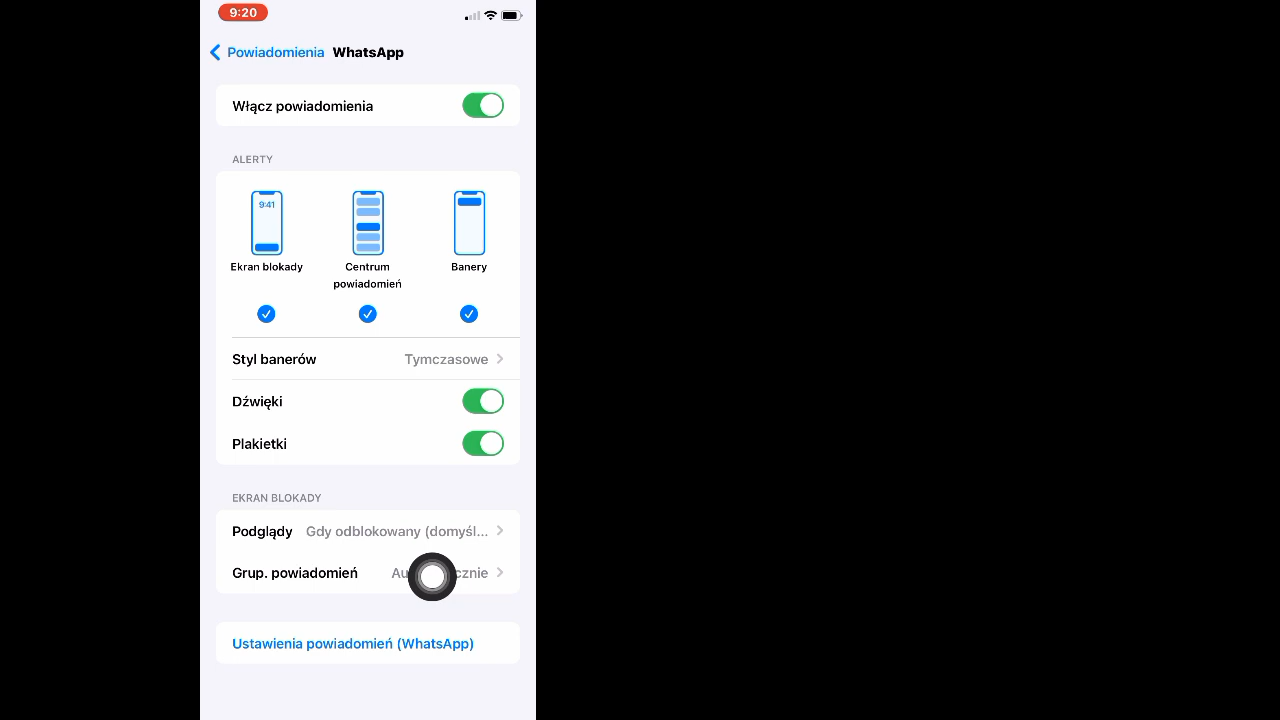 9:20
Powiadomienia WhatsApp
Włącz powiadomienia
ALERTY
9:41
Ekran blokady Centrum powiadomień Banery
Styl banerów Tymczasowe
Dźwięki
Plakietki
EKRAN BLOKADY
Podglądy Gdy odblokowany (domyśl...
Grup. powiadomień
Ustawienia powiadomień (WhatsApp)